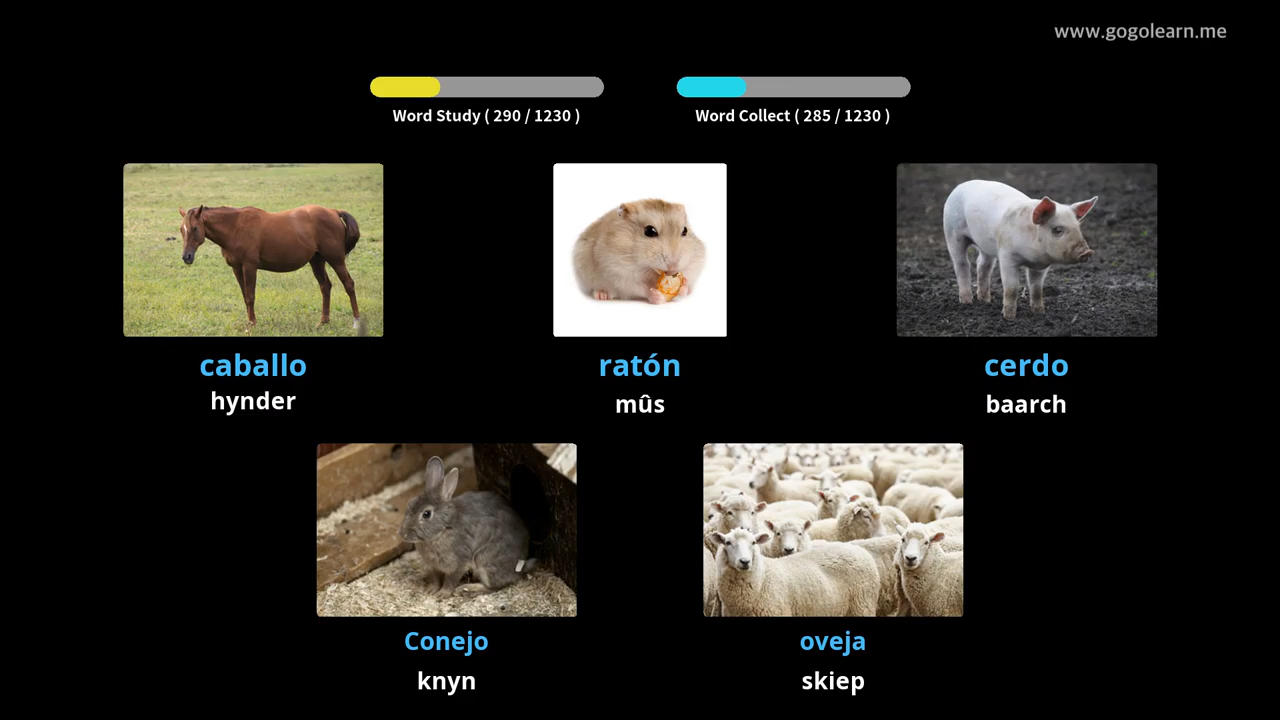 www.gogolearn.me
Word Study ( 290 / 1230 )
Word Collect ( 285 / 1230 )
caballo
hynder
ratón
mûs
cerdo
baarch
Conejo
knyn
oveja
skiep